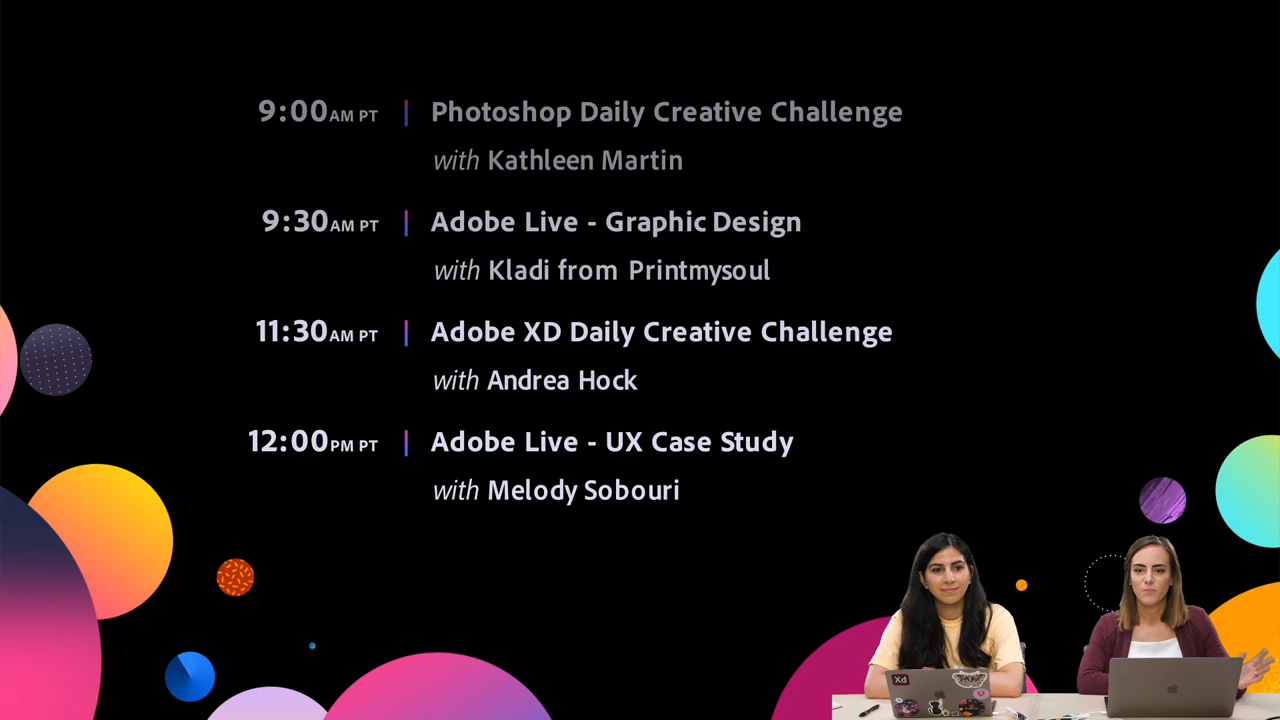 9:00AM PT | Photoshop Daily Creative Challenge
with Kathleen Martin
9:30AM PT | Adobe Live - Graphic Design
with Kladi from Printmysoul
11:30AM PT | Adobe XD Daily Creative Challenge
with Andrea Hock
12:00PM PT | Adobe Live - UX Case Study
with Melody Sobouri
Xd